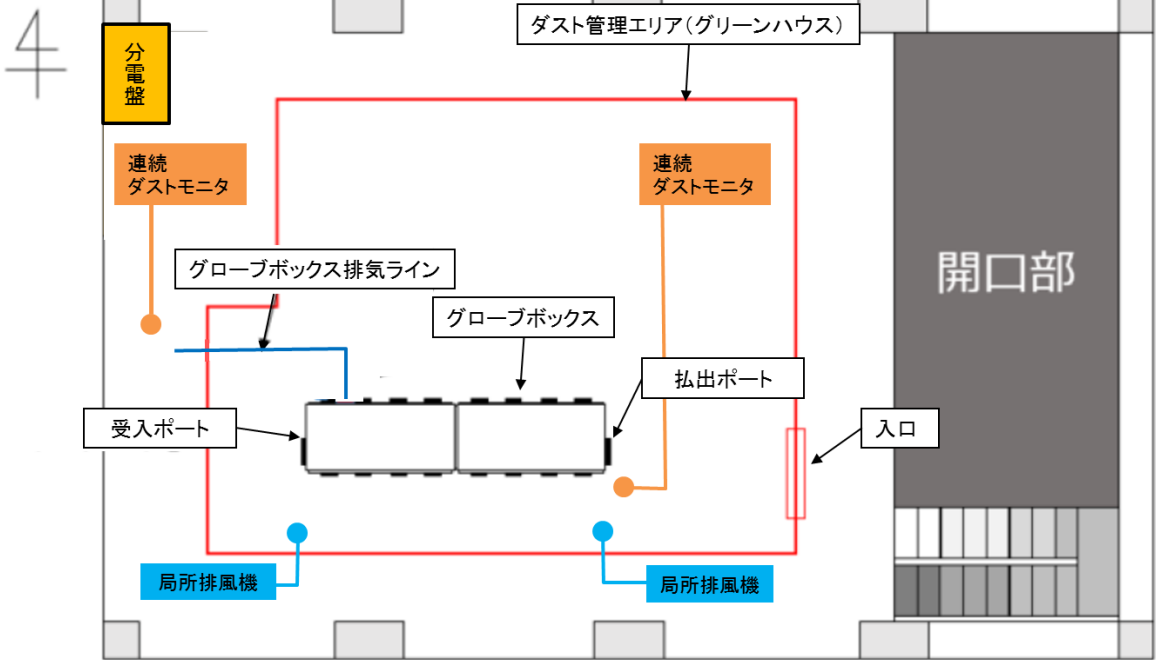 ダスト管理エリア（グリーンハウス）
分電盤
連続
ダストモニタ
連続
ダストモニタ
グローブボックス排気ライン
開口部
グローブボックス
払出ポート
受入ポート
入口
局所排風機
局所排風機